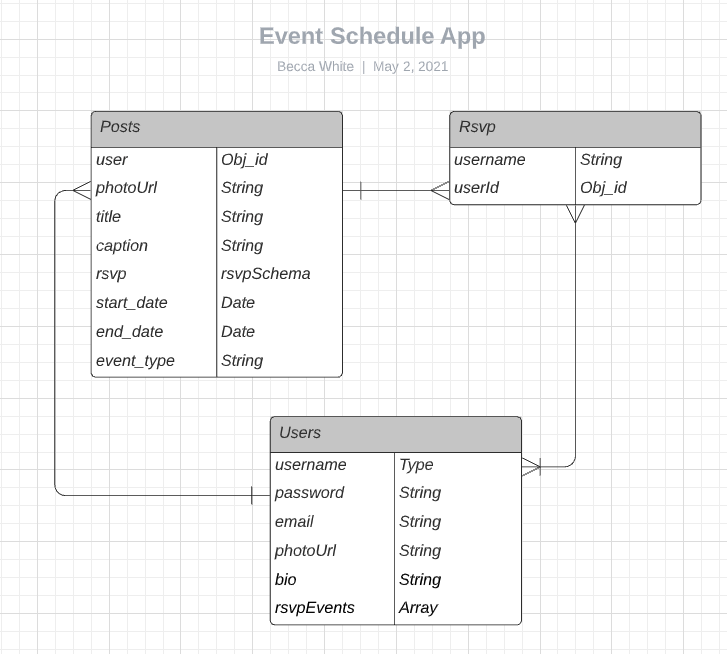 Event Schedule App
Becca White | May 2, 2021
Posts
user Obj_id
photoUrl String
title String
caption String
rsvp rsvpSchema
start_date Date
end_date Date
event_type String
Rsvp
username String
userId Obj_id
Users
username Type
password String
email String
photoUrl String
bio String
rsvpEvents Array